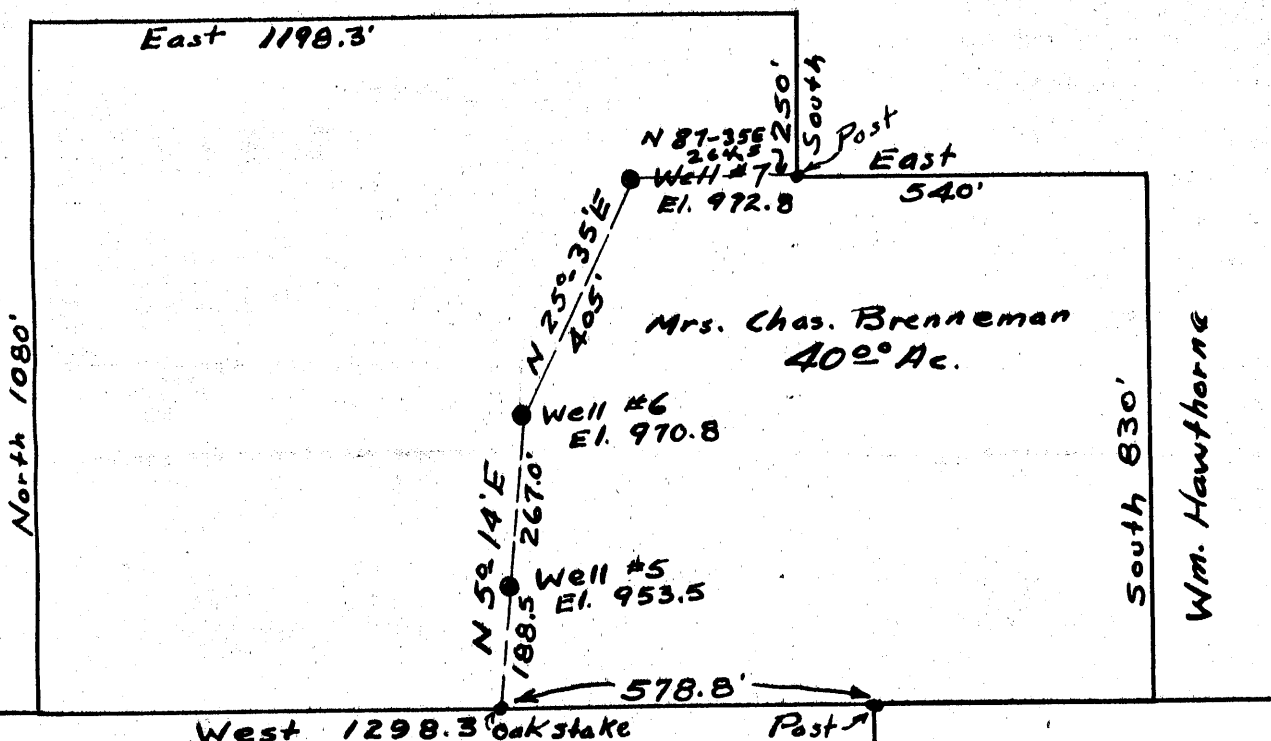 East 1198.3'
250'
South
Post
N 87-35E
264.5
Well #7
El. 972.8
East
540'
N 25° 35'E
405'
Mrs. Chas. Brenneman
40°° Ac.
North 1080'
Well #6
El. 970.8
South 830'
Wm. Hawthorne
N 5° 14' E
267.0'
Well #5
El. 953.5
188.5
578.8'
West 1298.3'
oak stake
Post